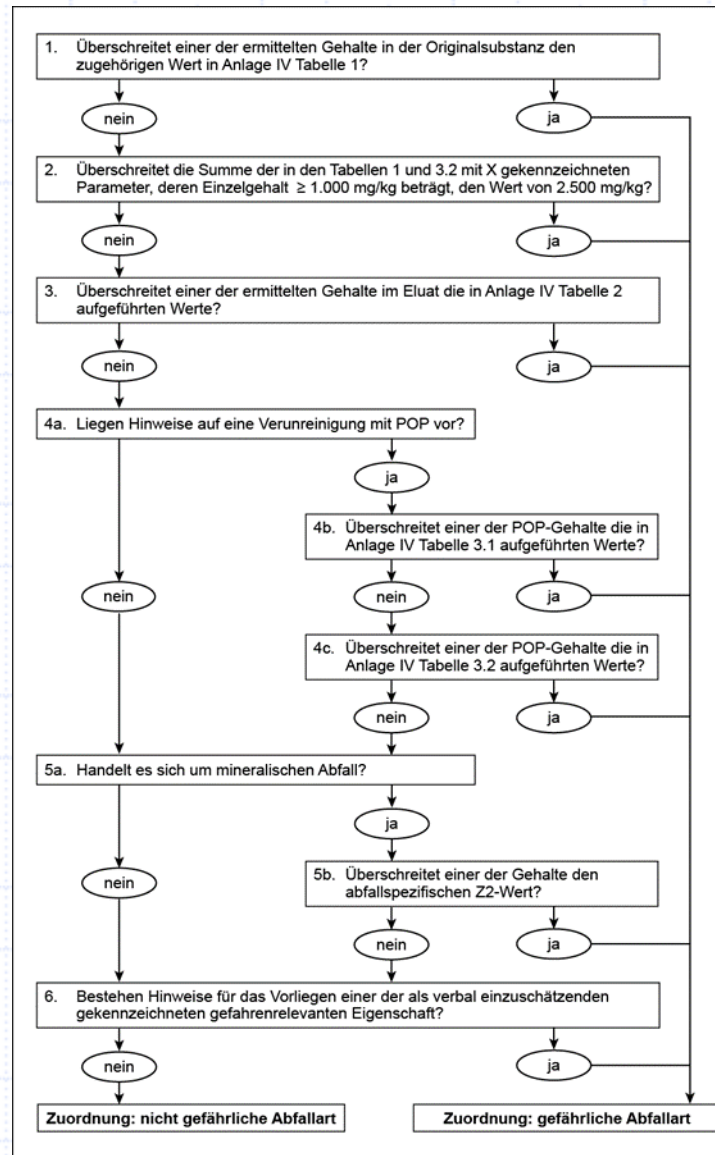 1. Überschreitet einer der ermittelten Gehalte in der Originalsubstanz den
zugehörigen Wert in Anlage IV Tabelle 1?
nein
ja
2. Überschreitet die Summe der in den Tabellen 1 und 3.2 mit X gekennzeichneten
Parameter, deren Einzelgehalt ≥ 1.000 mg/kg beträgt, den Wert von 2.500 mg/kg?
nein
ja
3. Überschreitet einer der ermittelten Gehalte im Eluat die in Anlage IV Tabelle 2
aufgeführten Werte?
nein
ja
4a. Liegen Hinweise auf eine Verunreinigung mit POP vor?
ja
4b. Überschreitet einer der POP-Gehalte die in
Anlage IV Tabelle 3.1 aufgeführten Werte?
nein
nein
ja
4c. Überschreitet einer der POP-Gehalte die in
Anlage IV Tabelle 3.2 aufgeführten Werte?
nein
ja
5a. Handelt es sich um mineralischen Abfall?
ja
5b. Überschreitet einer der Gehalte den
abfallspezifischen Z2-Wert?
nein
nein
ja
6. Bestehen Hinweise für das Vorliegen einer der als verbal einzuschätzenden
gekennzeichneten gefahrenrelevanten Eigenschaft?
nein
ja
Zuordnung: nicht gefährliche Abfallart
Zuordnung: gefährliche Abfallart